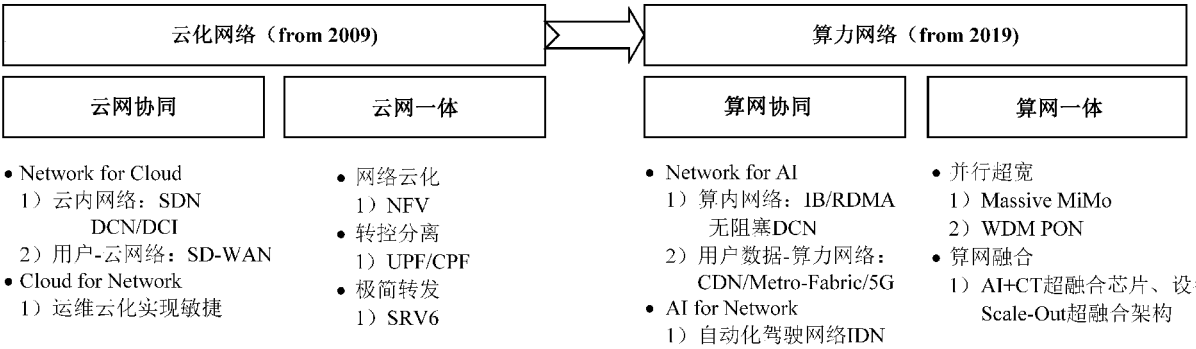 云化网络（from 2009)
算力网络（from 2019)
云网协同
云网一体
算网协同
算网一体
• Network for Cloud
1）云内网络：SDN
DCN/DCI
2）用户-云网络：SD-WAN
• Cloud for Network
1）运维云化实现敏捷
• 网络云化
1）NFV
• 转控分离
1）UPF/CPF
• 极简转发
1）SRV6
• Network for AI
1）算内网络：IB/RDMA
无阻塞DCN
2）用户数据-算力网络：
CDN/Metro-Fabric/5G
• AI for Network
1）自动化驾驶网络IDN
• 并行超宽
1）Massive MiMo
2）WDM PON
• 算网融合
1）AI+CT超融合芯片、设
Scale-Out超融合架构